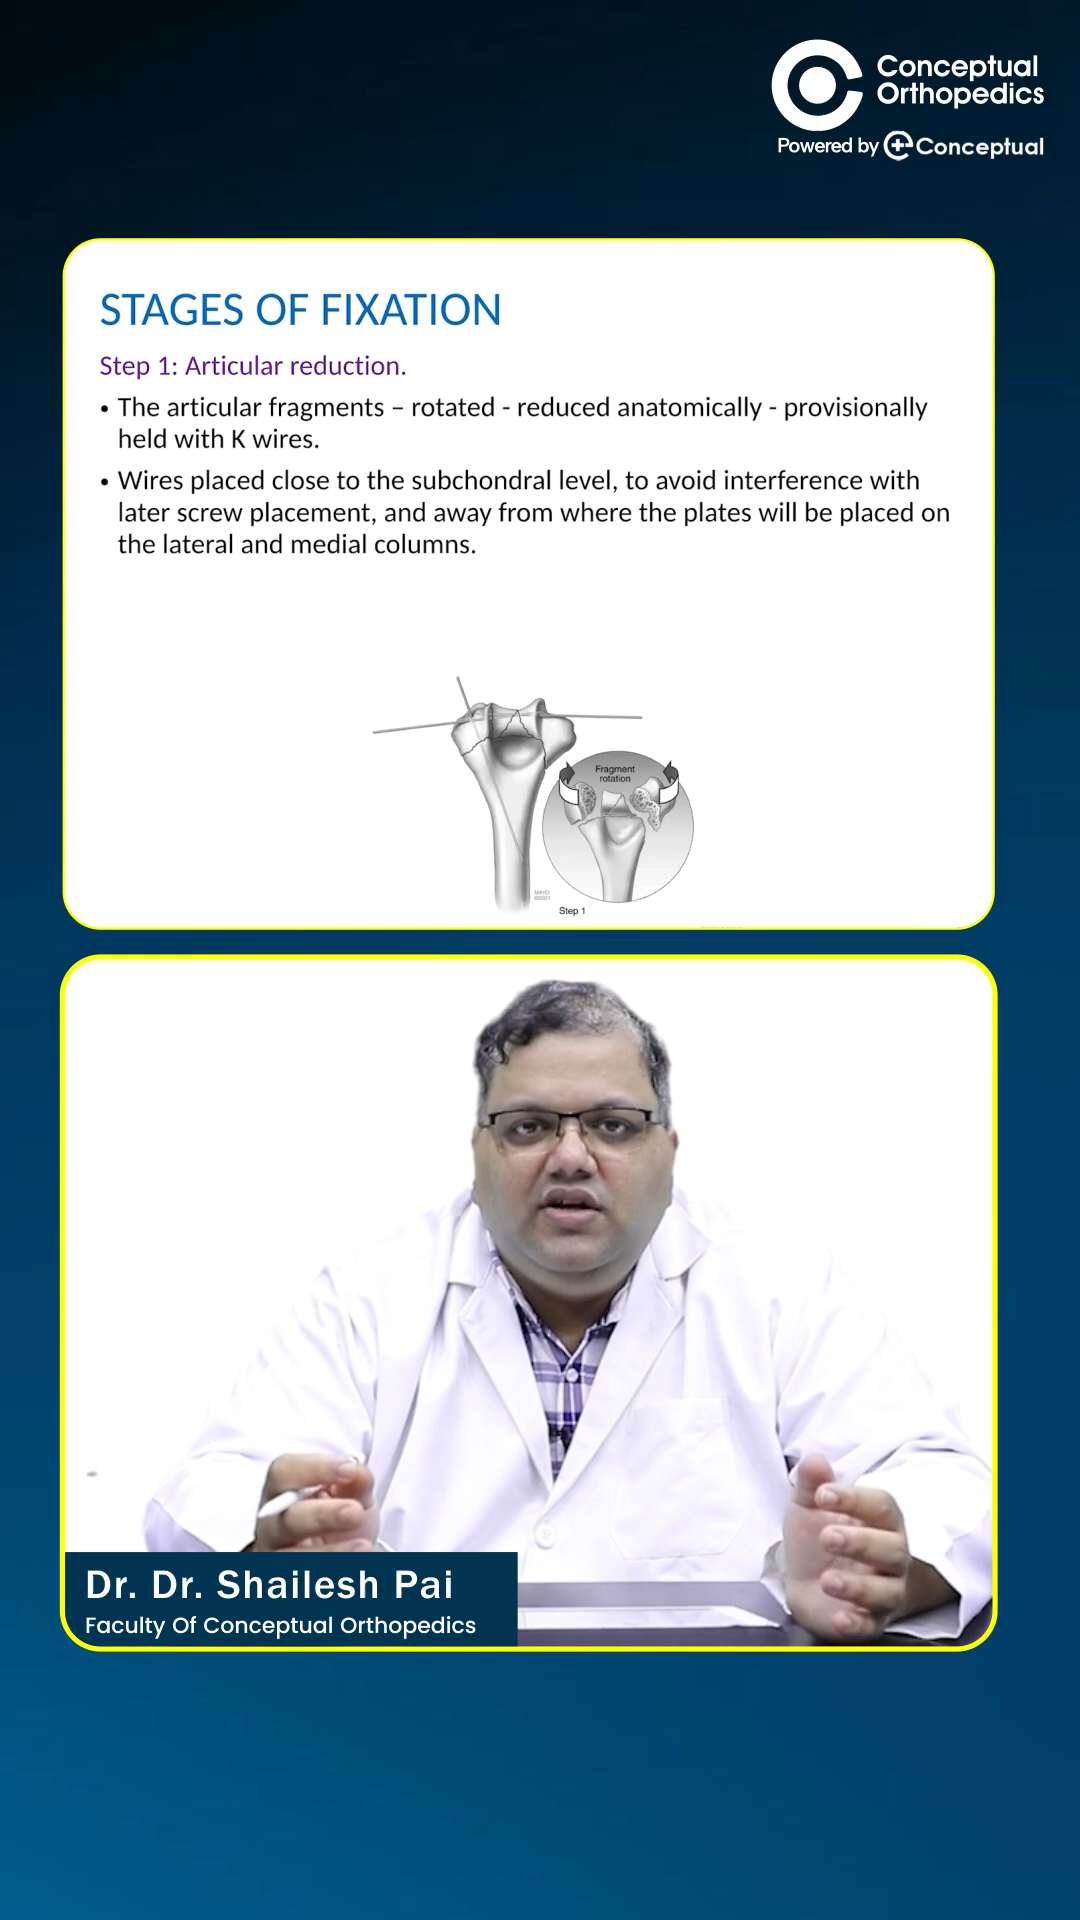 Conceptual
Orthopedics
Powered by Conceptual
STAGES OF FIXATION
Step 1: Articular reduction.
• The articular fragments – rotated - reduced anatomically - provisionally
held with K wires.
• Wires placed close to the subchondral level, to avoid interference with
later screw placement, and away from where the plates will be placed on
the lateral and medial columns.
Fragment
rotation
MAYO
©2001
Step 1
Dr. Dr. Shailesh Pai
Faculty Of Conceptual Orthopedics